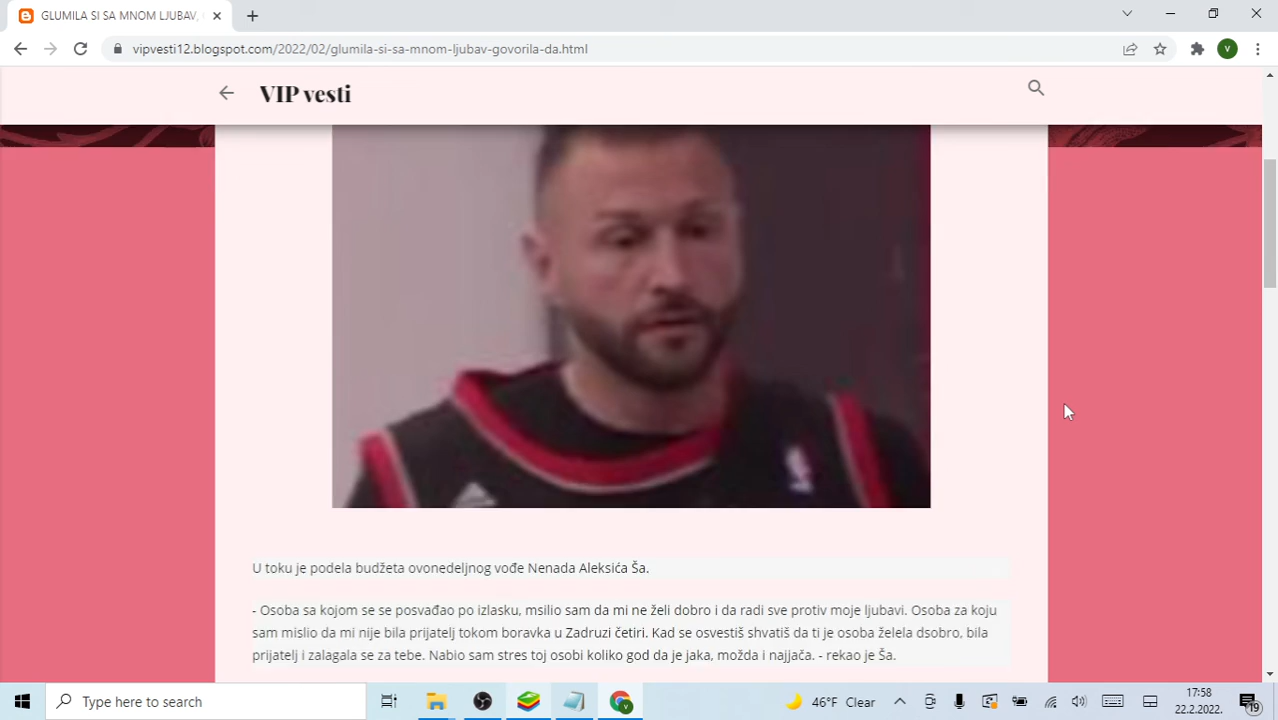 GLUMILA SI SA MNOM LJUBAV,
vipvesti12.blogspot.com/2022/02/glumila-si-sa-mnom-ljubav-govorila-da.html
V
VIP vesti
U toku je podela budžeta ovonedeljnog vođe Nenada Aleksića Ša.
- Osoba sa kojom se se posvađao po izlasku, msilio sam da mi ne želi dobro i da radi sve protiv moje ljubavi. Osoba za koju
sam mislio da mi nije bila prijatelj tokom boravka u Zadruzi četiri. Kad se osvestiš shvatiš da ti je osoba želela dsobro, bila
prijatelj i zalagala se za tebe. Nabio sam stres toj osobi koliko god da je jaka, možda i najjača. - rekao je Ša.
Type here to search
46°F Clear
17:58
22.2.2022.
19